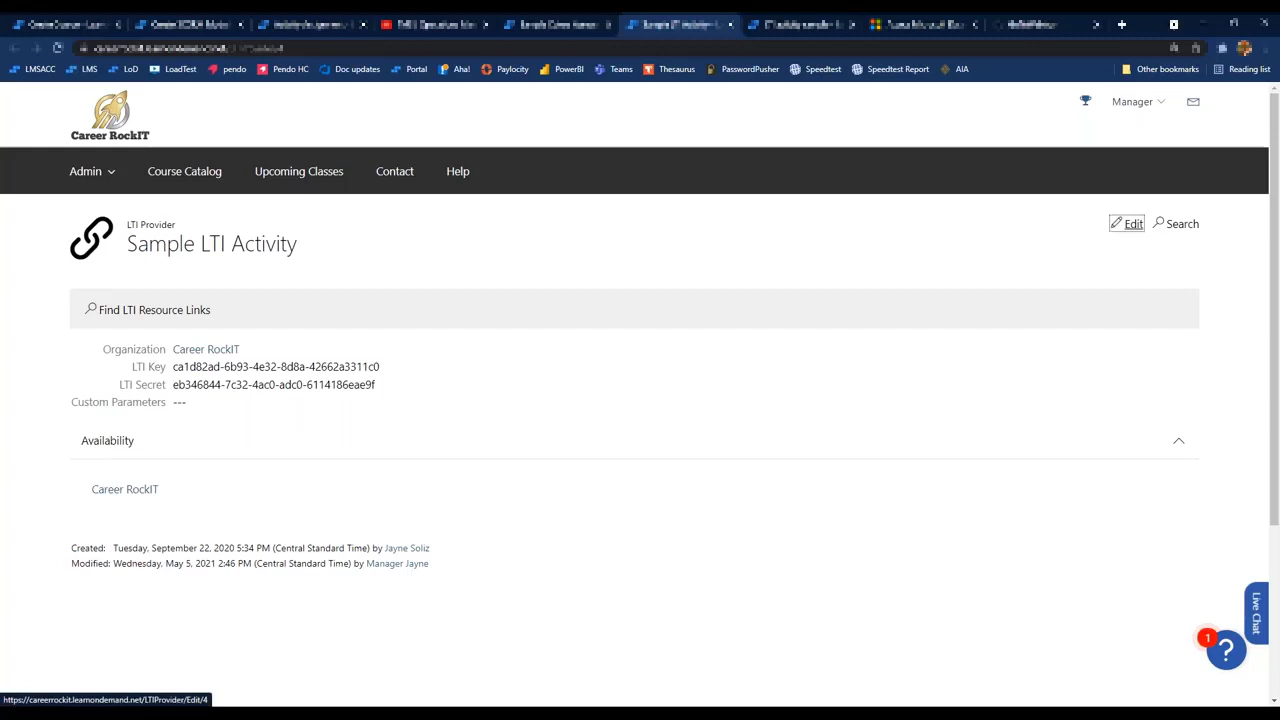 LMSACC LMS LoD LoadTest pendo Pendo HC Doc updates Portal Aha! Paylocity PowerBI Teams Thesaurus PasswordPusher Speedtest Speedtest Report AIA Other bookmarks Reading list
Career RockIT
Manager
Admin Course Catalog Upcoming Classes Contact Help
LTI Provider
Sample LTI Activity
Edit Search
Find LTI Resource Links
Organization Career RockIT
LTI Key ca1d82ad-6b93-4e32-8d8a-42662a3311c0
LTI Secret eb346844-7c32-4ac0-adc0-6114186eae9f
Custom Parameters ---
Availability
Career RockIT
Created: Tuesday, September 22, 2020 5:34 PM (Central Standard Time) by Jayne Soliz
Modified: Wednesday, May 5, 2021 2:46 PM (Central Standard Time) by Manager Jayne
Live Chat
1
?
https://careerrockit.learnondemand.net/LTIProvider/Edit/4